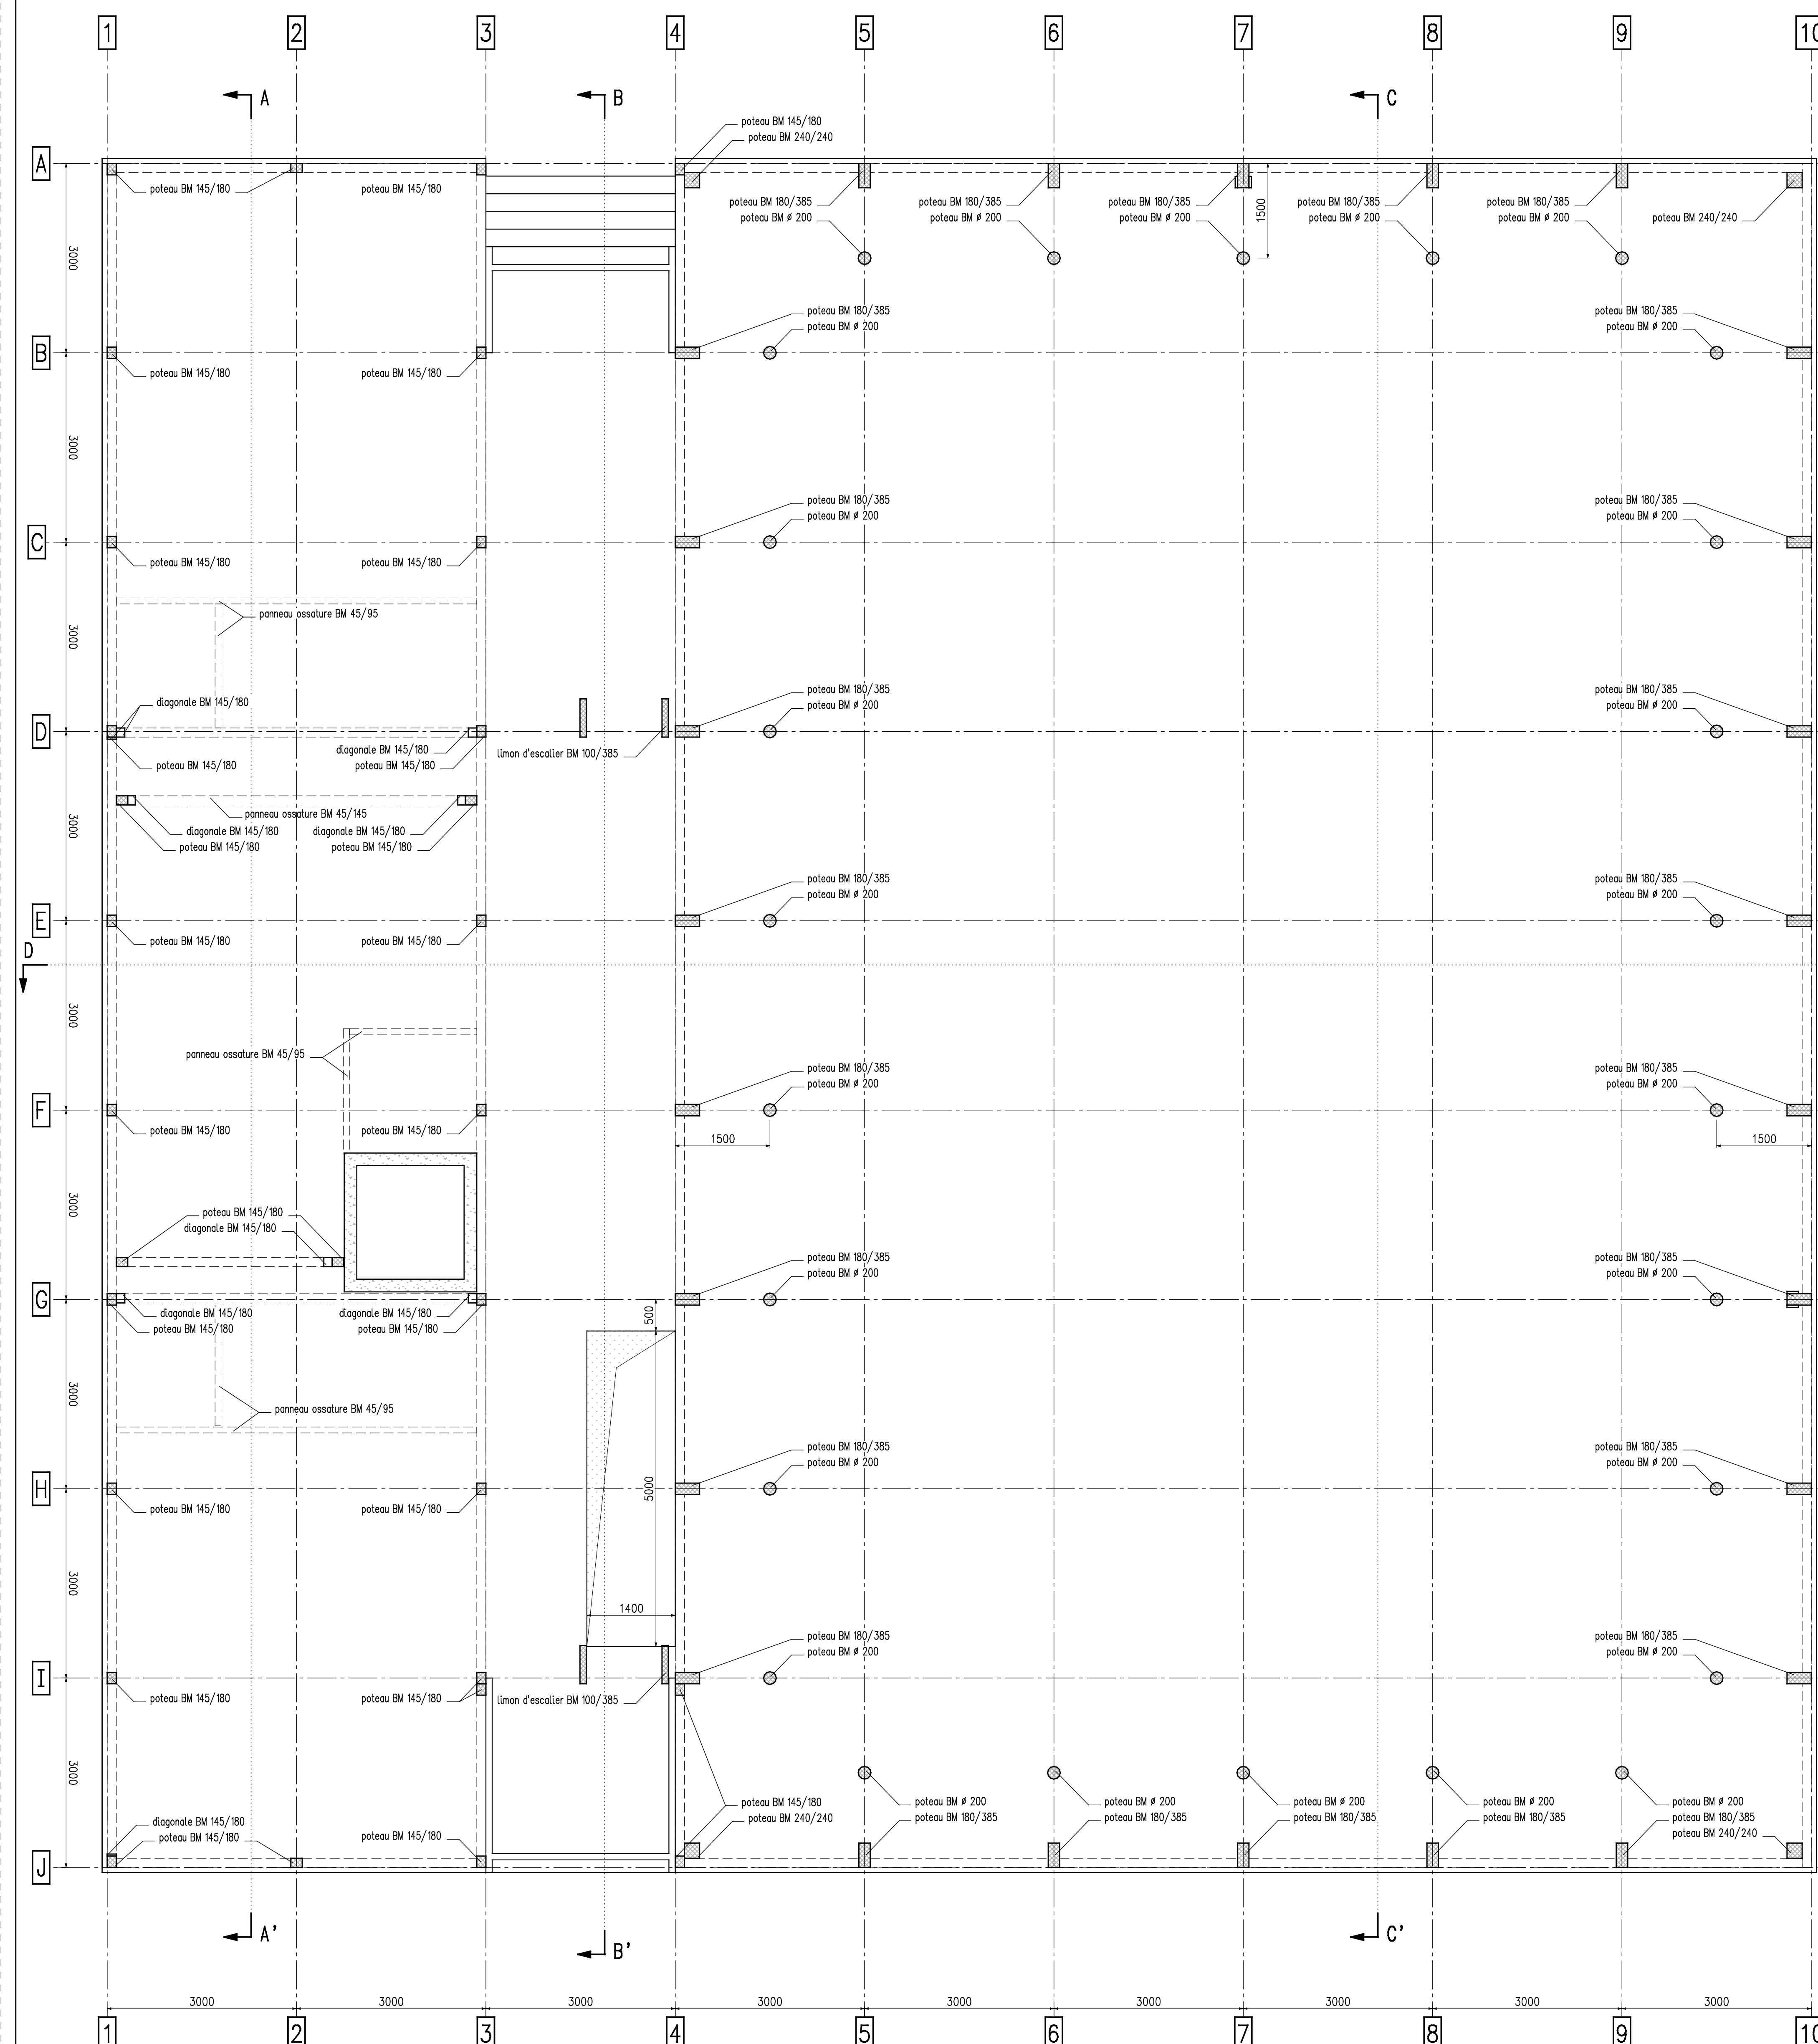 1 2 3 4 5 6 7 8 9 10
A B C
poteau BM 145/180
poteau BM 240/240
A
poteau BM 145/180 poteau BM 145/180
poteau BM 180/385 poteau BM 180/385 poteau BM 180/385 poteau BM 180/385 poteau BM 180/385
poteau BM ø 200 poteau BM ø 200 poteau BM ø 200 1500 poteau BM ø 200 poteau BM ø 200 poteau BM 240/240
3000
poteau BM 180/385 poteau BM 180/385
poteau BM ø 200 poteau BM ø 200
B
poteau BM 145/180 poteau BM 145/180
3000
poteau BM 180/385 poteau BM 180/385
poteau BM ø 200 poteau BM ø 200
C
poteau BM 145/180 poteau BM 145/180
panneau ossature BM 45/95
3000
poteau BM 180/385 poteau BM 180/385
diagonale BM 145/180
poteau BM ø 200 poteau BM ø 200
D
diagonale BM 145/180 limon d'escalier BM 100/385
poteau BM 145/180 poteau BM 145/180
panneau ossature BM 45/145
3000
diagonale BM 145/180 diagonale BM 145/180
poteau BM 145/180 poteau BM 145/180
poteau BM 180/385 poteau BM 180/385
poteau BM ø 200 poteau BM ø 200
E
poteau BM 145/180 poteau BM 145/180
D
3000
panneau ossature BM 45/95
poteau BM 180/385 poteau BM 180/385
poteau BM ø 200 poteau BM ø 200
F
poteau BM 145/180 poteau BM 145/180
1500 1500
3000
poteau BM 145/180
diagonale BM 145/180
poteau BM 180/385 poteau BM 180/385
poteau BM ø 200 poteau BM ø 200
G
diagonale BM 145/180 diagonale BM 145/180 500
poteau BM 145/180 poteau BM 145/180
3000
panneau ossature BM 45/95
poteau BM 180/385 poteau BM 180/385
poteau BM ø 200 poteau BM ø 200
H
5000
poteau BM 145/180 poteau BM 145/180
3000
1400
poteau BM 180/385 poteau BM 180/385
poteau BM ø 200 poteau BM ø 200
I
poteau BM 145/180 poteau BM 145/180 limon d'escalier BM 100/385
3000
poteau BM 145/180 poteau BM ø 200 poteau BM ø 200 poteau BM ø 200 poteau BM ø 200 poteau BM ø 200
poteau BM 240/240 poteau BM 180/385 poteau BM 180/385 poteau BM 180/385 poteau BM 180/385 poteau BM 180/385
diagonale BM 145/180
poteau BM 145/180 poteau BM 145/180 poteau BM 240/240
J
A' B' C'
3000 3000 3000 3000 3000 3000 3000 3000 3000
1 2 3 4 5 6 7 8 9 10